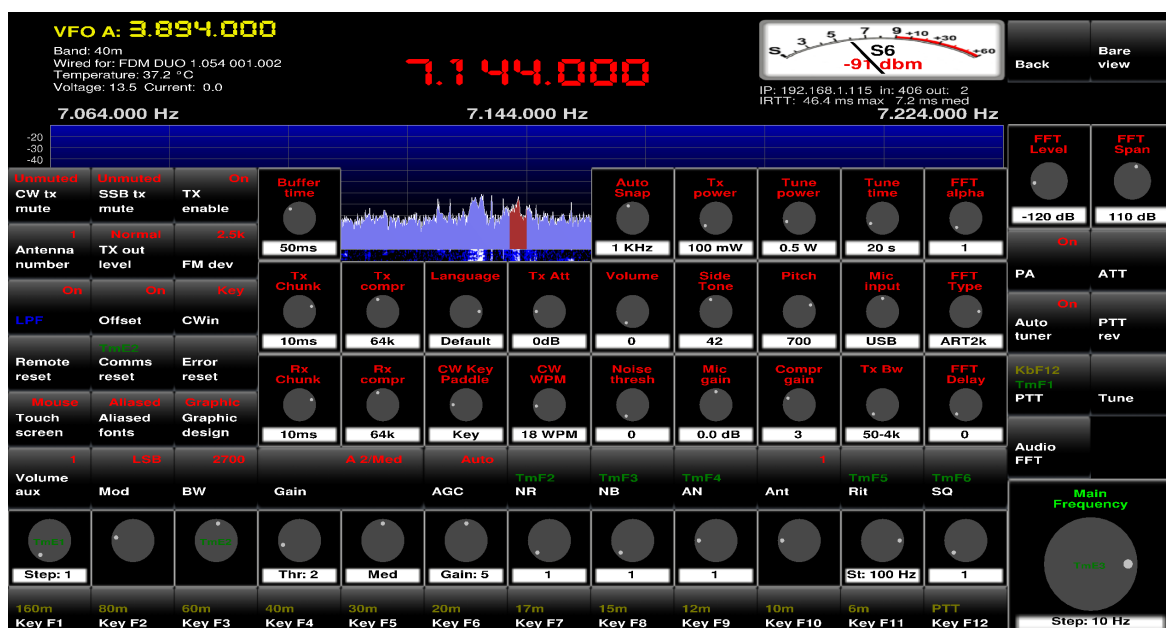 VFO A: 3.894.000
Band: 40m
Wired for: FDM DUO 1.054 001.002
Temperature: 37.2 °C
Voltage: 13.5 Current: 0.0
7.144.000
S 3 5 7 9 +10 +30 +60
S6
-91 dbm
IP: 192.168.1.115 in: 406 out: 2
IRTT: 46.4 ms max 7.2 ms med
Back
Bare
view
7.064.000 Hz 7.144.000 Hz 7.224.000 Hz
-20
-30
-40
FFT
Level
-120 dB
FFT
Span
110 dB
Unmuted
CW tx
mute
Unmuted
SSB tx
mute
On
TX
enable
Buffer
time
50ms
Auto
Snap
1 KHz
Tx
power
100 mW
Tune
power
0.5 W
Tune
time
20 s
FFT
alpha
1
1
Antenna
number
Normal
TX out
level
2.5k
FM dev
On
PA
ATT
On
LPF
On
Offset
Key
CWin
Tx
Chunk
10ms
Tx
compr
64k
Language
Default
Tx Att
0dB
Volume
0
Side
Tone
42
Pitch
700
Mic
input
USB
FFT
Type
ART2k
On
Auto
tuner
PTT
rev
Remote
reset
TmE2
Comms
reset
Error
reset
Rx
Chunk
10ms
Rx
compr
64k
CW Key
Paddle
Key
CW
WPM
18 WPM
Noise
thresh
0
Mic
gain
0.0 dB
Compr
gain
3
Tx Bw
50-4k
FFT
Delay
0
KbF12
TmF1
PTT
Tune
Mouse
Touch
screen
Aliased
Aliased
fonts
Graphic
Graphic
design
Audio
FFT
1
Volume
aux
LSB
Mod
2700
BW
A 2/Med
Gain
Auto
AGC
TmF2
NR
TmF3
NB
TmF4
AN
1
Ant
TmF5
Rit
TmF6
SQ
Main
Frequency
Step: 1
Thr: 2
Med
Gain: 5
1
1
1
St: 100 Hz
1
Step: 10 Hz
160m
Key F1
80m
Key F2
60m
Key F3
40m
Key F4
30m
Key F5
20m
Key F6
17m
Key F7
15m
Key F8
12m
Key F9
10m
Key F10
6m
Key F11
PTT
Key F12